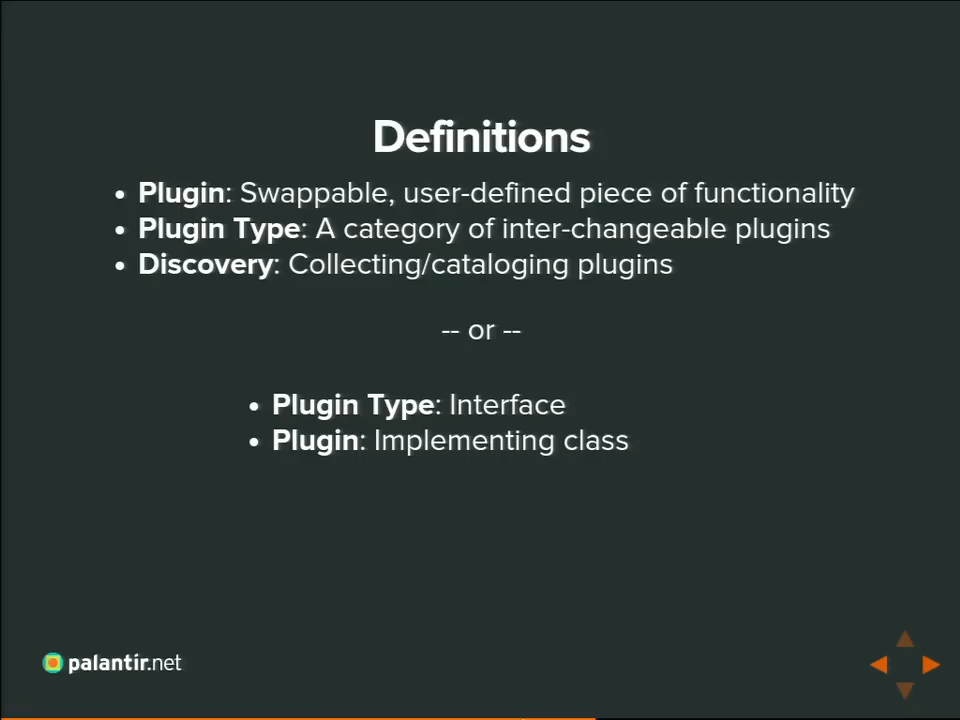 Definitions
• Plugin: Swappable, user-defined piece of functionality
• Plugin Type: A category of inter-changeable plugins
• Discovery: Collecting/cataloging plugins
-- or --
• Plugin Type: Interface
• Plugin: Implementing class
palantir.net